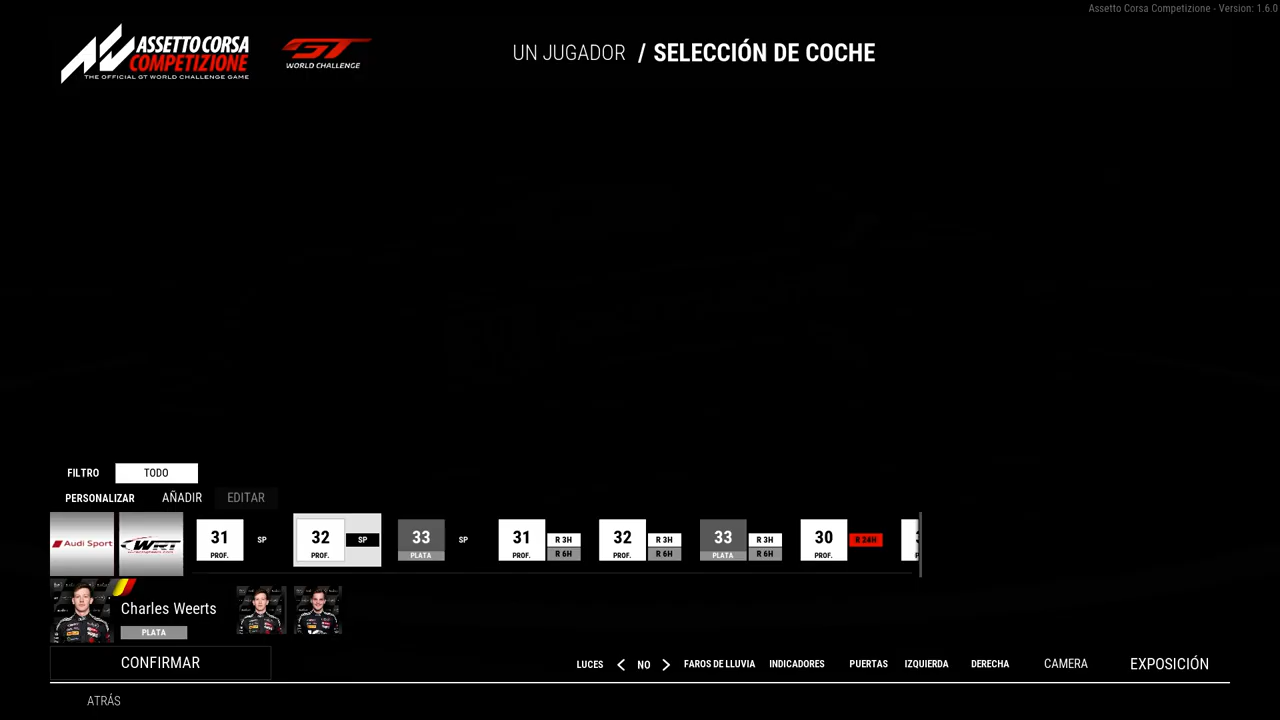 Assetto Corsa Competizione - Version: 1.6.0
ASSETTO CORSA
COMPETIZIONE
THE OFFICIAL GT WORLD CHALLENGE GAME
GT
WORLD CHALLENGE
UN JUGADOR / SELECCIÓN DE COCHE
FILTRO TODO
PERSONALIZAR AÑADIR EDITAR
Audi Sport WRT
31 PROF. SP
32 PROF. SP
33 PLATA SP
31 PROF. R 3H R 6H
32 PROF. R 3H R 6H
33 PLATA R 3H R 6H
30 PROF. R 24H
Charles Weerts
PLATA
CONFIRMAR
LUCES < NO > FAROS DE LLUVIA INDICADORES PUERTAS IZQUIERDA DERECHA CAMERA EXPOSICIÓN
ATRÁS